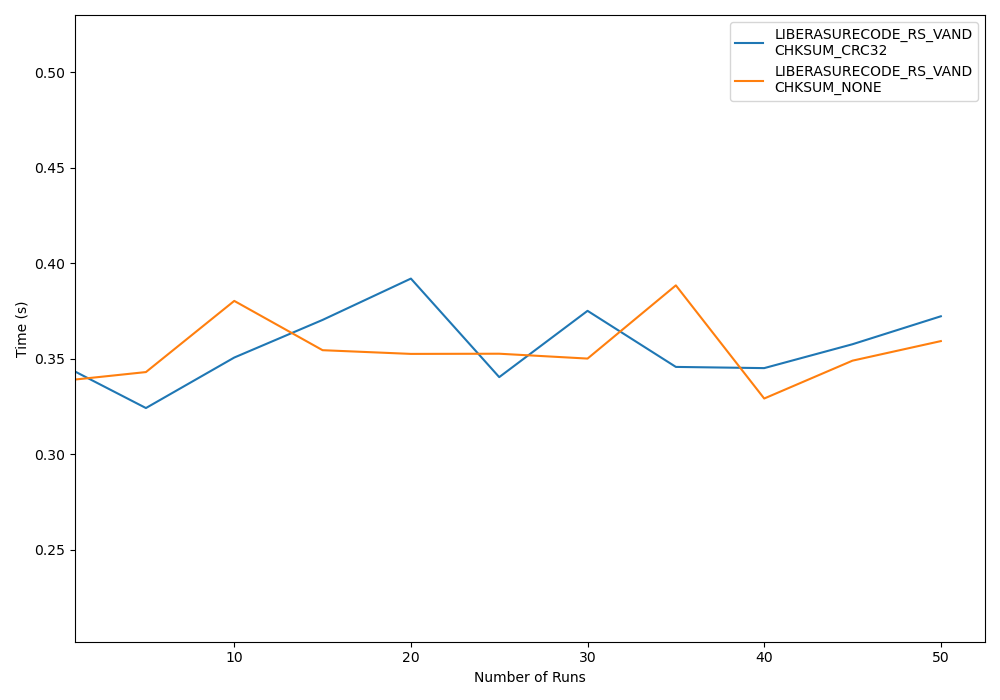 LIBERASURECODE_RS_VAND
CHKSUM_CRC32
LIBERASURECODE_RS_VAND
CHKSUM_NONE
0.50
0.45
0.40
0.35
0.30
0.25
Time (s)
10 20 30 40 50
Number of Runs